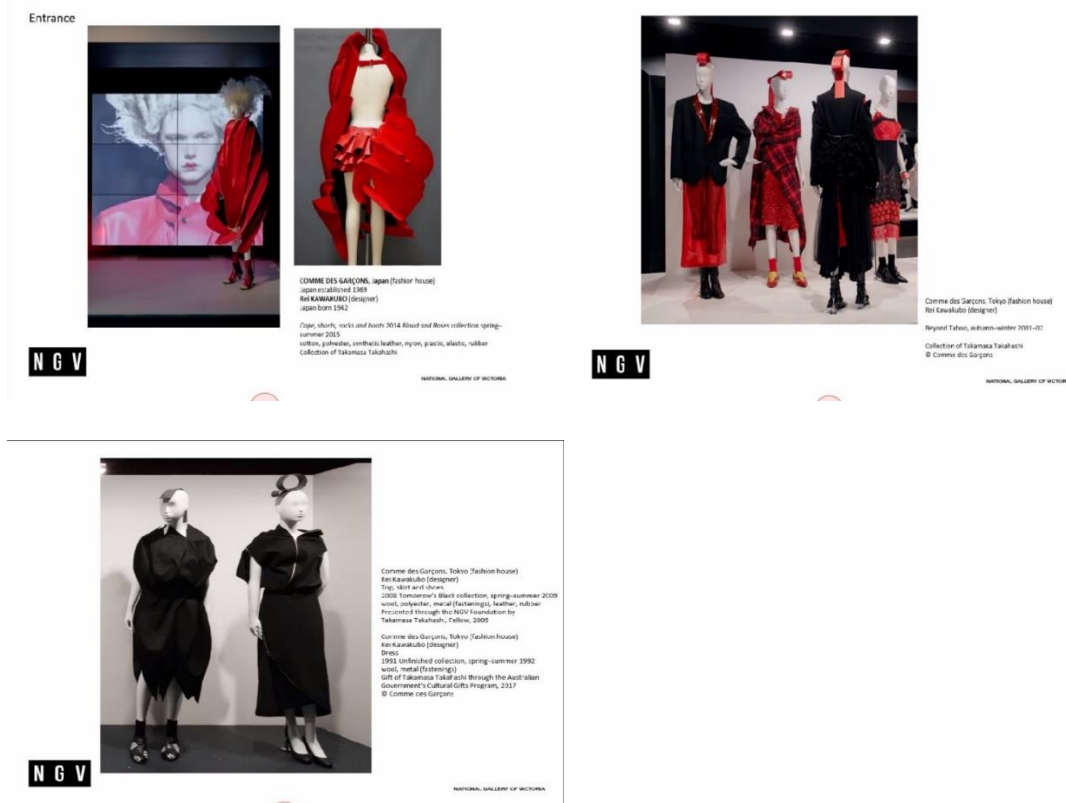 Entrance
COMME DES GARÇONS, Japan (fashion house)
Japan established 1969
Rei KAWAKUBO (designer)
Japan born 1942
Cape, shorts, socks and boots 2014 Blood and Roses collection spring–
summer 2015
cotton, polyester, synthetic leather, nylon, plastic, elastic, rubber
Collection of Takamasa Takahashi
NGV
NATIONAL GALLERY OF VICTORIA
Comme des Garçons, Tokyo (fashion house)
Rei Kawakubo (designer)
Beyond Taboo, autumn–winter 2001–02
Collection of Takamasa Takahashi
© Comme des Garçons
NGV
NATIONAL GALLERY OF VICTOR
Comme des Garçons, Tokyo (fashion house)
Rei Kawakubo (designer)
Top, skirt and shoes
2008 Tomorrow's Black collection, spring–summer 2009
wool, polyester, metal (fastenings), leather, rubber
Presented through the NGV Foundation by
Takamasa Takahashi, Fellow, 2005
Comme des Garçons, Tokyo (fashion house)
Rei Kawakubo (designer)
Dress
1991 Unfinished collection, spring–summer 1992
wool, metal (fastenings)
Gift of Takamasa Takahashi through the Australian
Government's Cultural Gifts Program, 2017
© Comme des Garçons
NGV
NATIONAL GALLERY OF VICTORIA